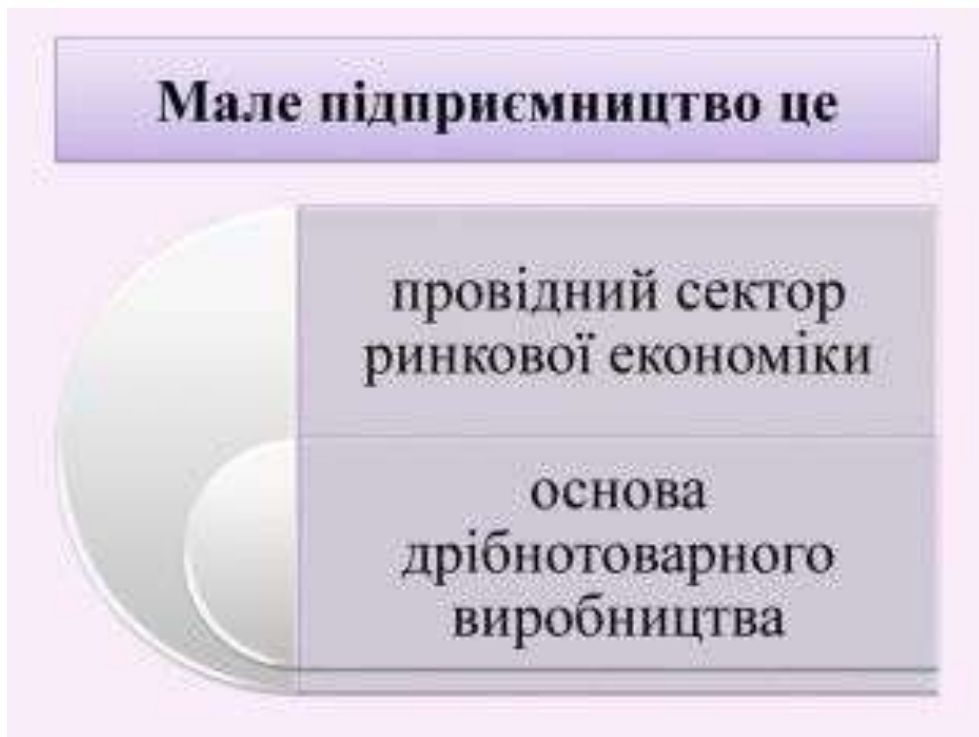 Мале підприємництво це
провідний сектор
ринкової економіки
основа
дрібнотоварного
виробництва